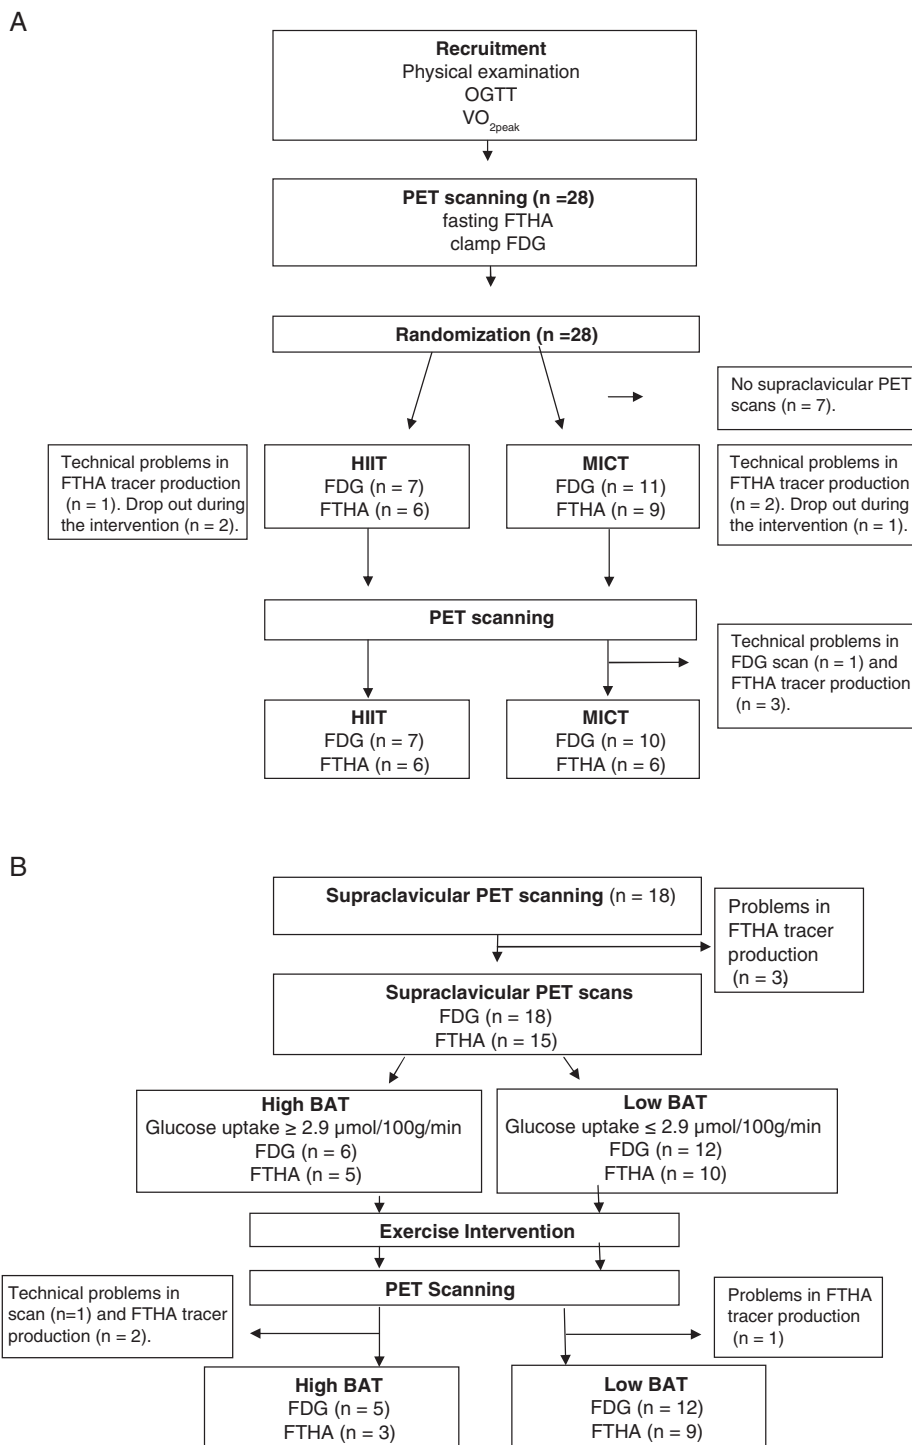 A
Recruitment
Physical examination
OGTT
VO2peak
PET scanning (n =28)
fasting FTHA
clamp FDG
Randomization (n =28)
No supraclavicular PET
scans (n = 7).
Technical problems in
FTHA tracer production
(n = 1). Drop out during
the intervention (n = 2).
HIIT
FDG (n = 7)
FTHA (n = 6)
MICT
FDG (n = 11)
FTHA (n = 9)
Technical problems in
FTHA tracer production
(n = 2). Drop out during
the intervention (n = 1).
PET scanning
Technical problems in
FDG scan (n = 1) and
FTHA tracer production
(n = 3).
HIIT
FDG (n = 7)
FTHA (n = 6)
MICT
FDG (n = 10)
FTHA (n = 6)
B
Supraclavicular PET scanning (n = 18)
Problems in
FTHA tracer
production
(n = 3)
Supraclavicular PET scans
FDG (n = 18)
FTHA (n = 15)
High BAT
Glucose uptake ≥ 2.9 µmol/100g/min
FDG (n = 6)
FTHA (n = 5)
Low BAT
Glucose uptake ≤ 2.9 µmol/100g/min
FDG (n = 12)
FTHA (n = 10)
Exercise Intervention
PET Scanning
Technical problems in
scan (n=1) and FTHA tracer
production (n = 2).
Problems in FTHA
tracer production
(n = 1)
High BAT
FDG (n = 5)
FTHA (n = 3)
Low BAT
FDG (n = 12)
FTHA (n = 9)